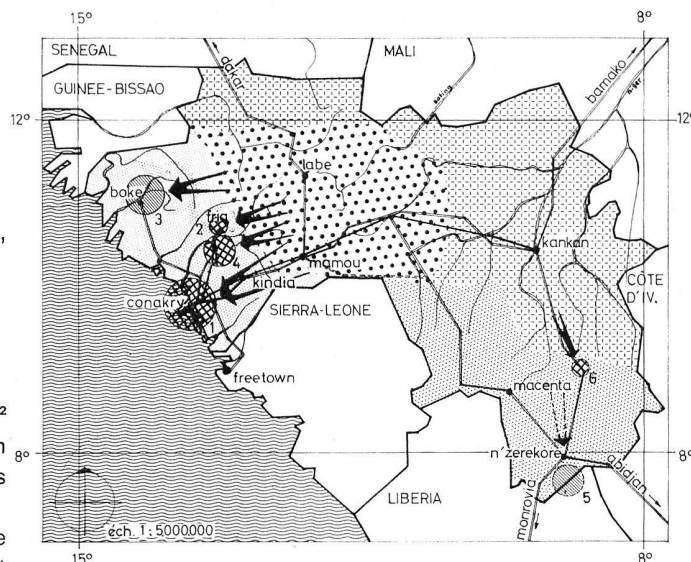 15° 8°
SENEGAL
MALI
GUINEE-BISSAO
dakar
bamako
12° 12°
labe
boke
3
fria
2
kankan
mamou
kindia
CÔTE
D'IV.
conakry
1
SIERRA-LEONE
6
freetown
macenta
8° 8°
n'zerekore
abidjan
5
LIBERIA
monrovia
éch. 1:5000.000
15° 8°